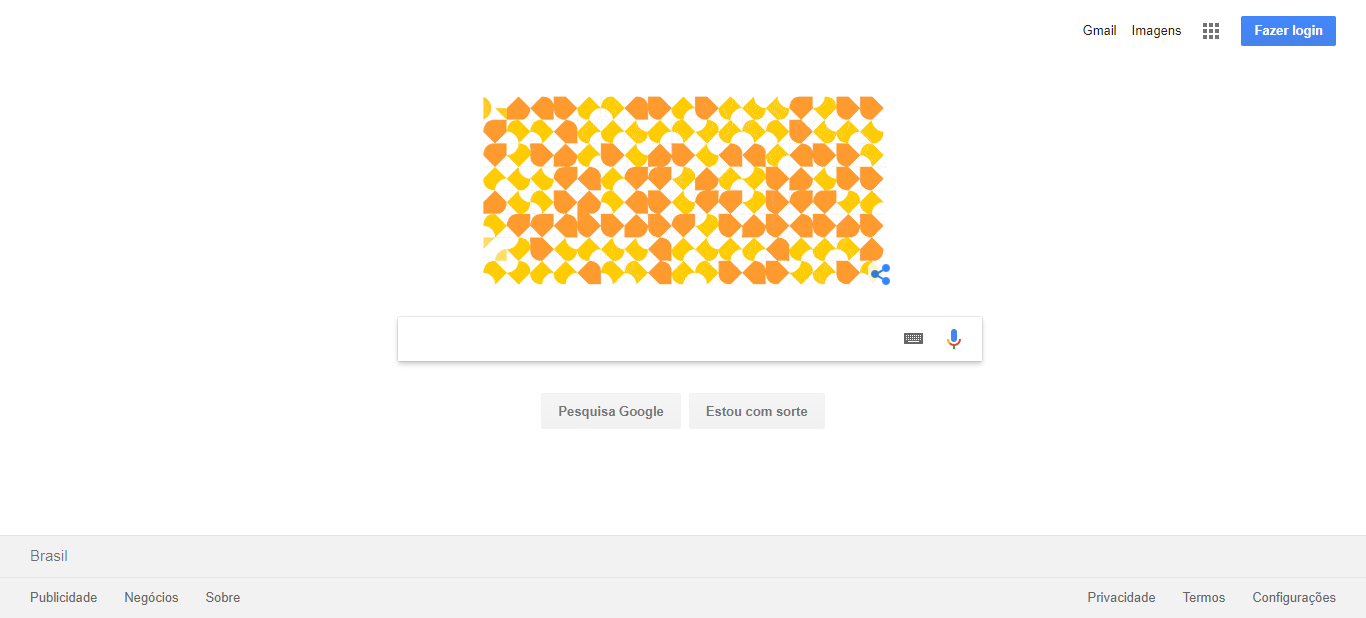 Gmail Imagens Fazer login
Pesquisa Google Estou com sorte
Brasil
Publicidade Negócios Sobre Privacidade Termos Configurações